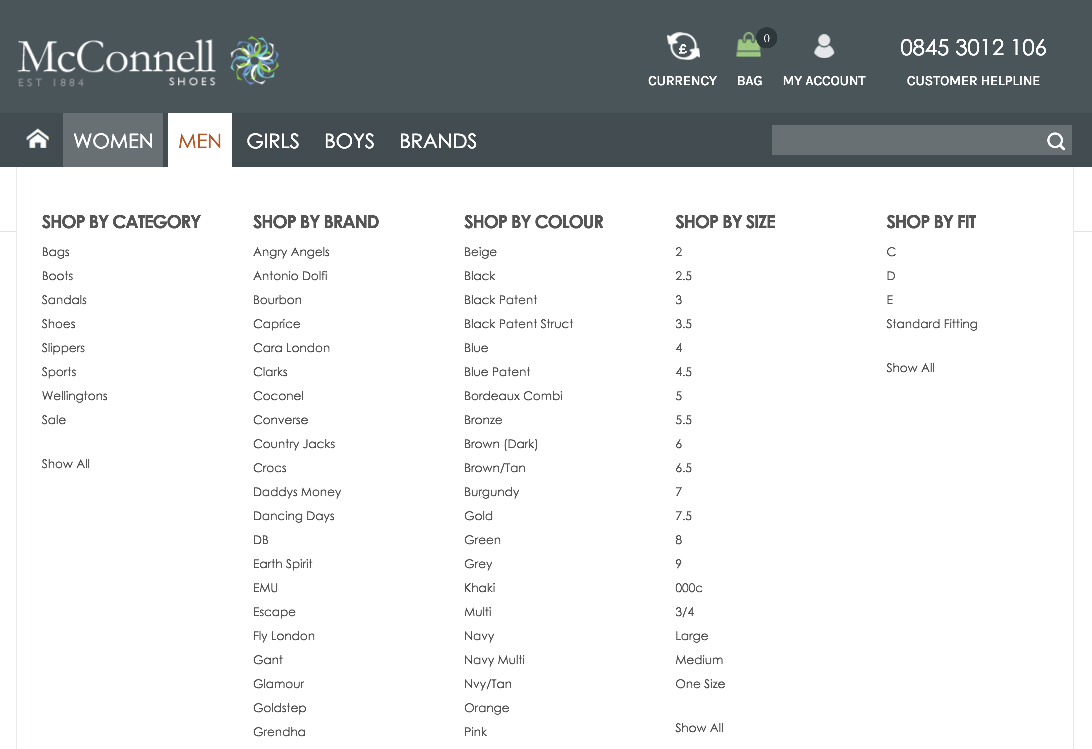 McConnell
EST 1884 SHOES
£
0
CURRENCY
BAG
MY ACCOUNT
0845 3012 106
CUSTOMER HELPLINE
WOMEN
MEN
GIRLS
BOYS
BRANDS
SHOP BY CATEGORY
Bags
Boots
Sandals
Shoes
Slippers
Sports
Wellingtons
Sale
Show All
SHOP BY BRAND
Angry Angels
Antonio Dolfi
Bourbon
Caprice
Cara London
Clarks
Coconel
Converse
Country Jacks
Crocs
Daddys Money
Dancing Days
DB
Earth Spirit
EMU
Escape
Fly London
Gant
Glamour
Goldstep
Grendha
SHOP BY COLOUR
Beige
Black
Black Patent
Black Patent Struct
Blue
Blue Patent
Bordeaux Combi
Bronze
Brown (Dark)
Brown/Tan
Burgundy
Gold
Green
Grey
Khaki
Multi
Navy
Navy Multi
Nvy/Tan
Orange
Pink
SHOP BY SIZE
2
2.5
3
3.5
4
4.5
5
5.5
6
6.5
7
7.5
8
9
000c
3/4
Large
Medium
One Size
Show All
SHOP BY FIT
C
D
E
Standard Fitting
Show All